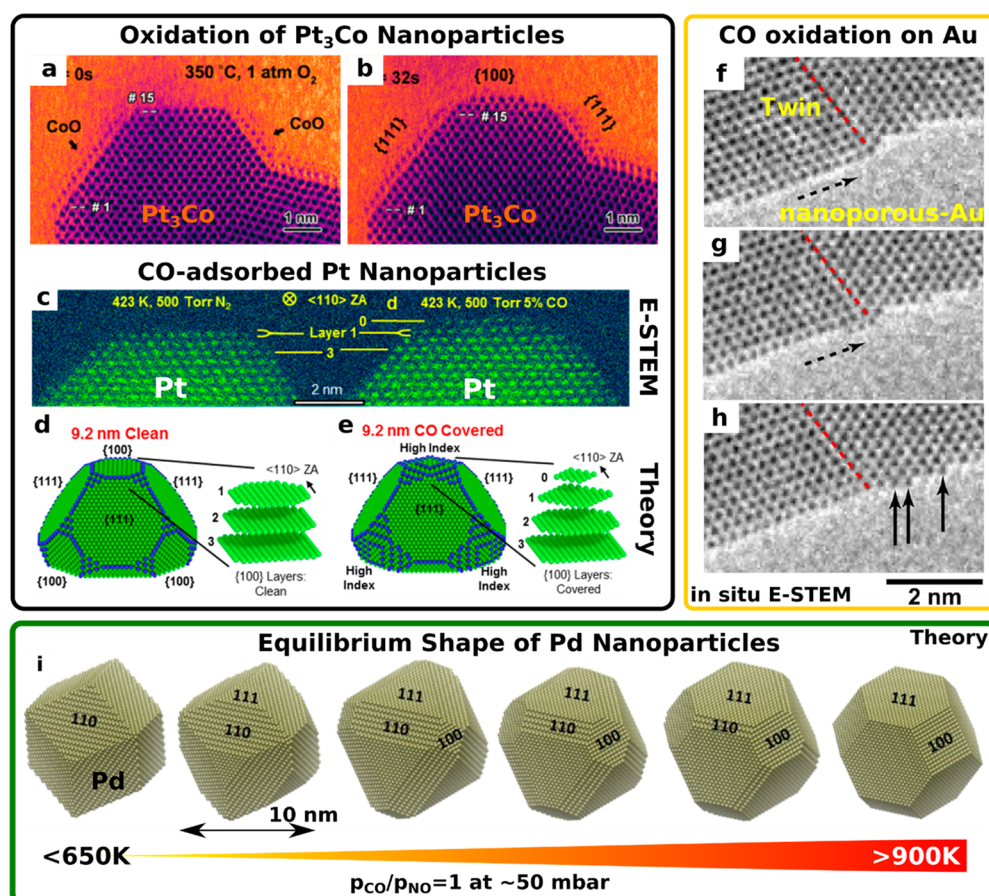 Oxidation of Pt₃Co Nanoparticles
a
= 0s
350 °C, 1 atm O₂
# 15
CoO
CoO
# 1
Pt₃Co
1 nm
b
= 32s
{100}
# 15
{111}
{111}
# 1
Pt₃Co
1 nm
CO-adsorbed Pt Nanoparticles
c
423 K, 500 Torr N₂
⊗ <110> ZA
d
423 K, 500 Torr 5% CO
0
Layer 1
3
Pt
2 nm
Pt
E-STEM
d
9.2 nm Clean
{100}
{111}
{111}
{111}
{100}
{100}
<110> ZA
1
2
3
{100} Layers:
Clean
e
9.2 nm CO Covered
High Index
{111}
{111}
{111}
High
Index
High
Index
<110> ZA
0
1
2
3
{100} Layers:
Covered
Theory
CO oxidation on Au
f
Twin
nanoporous-Au
g
h
in situ E-STEM
2 nm
Equilibrium Shape of Pd Nanoparticles
Theory
i
110
Pd
111
110
111
110
100
111
110
100
111
110
100
111
100
10 nm
<650K
>900K
pCO/pNO=1 at ~50 mbar